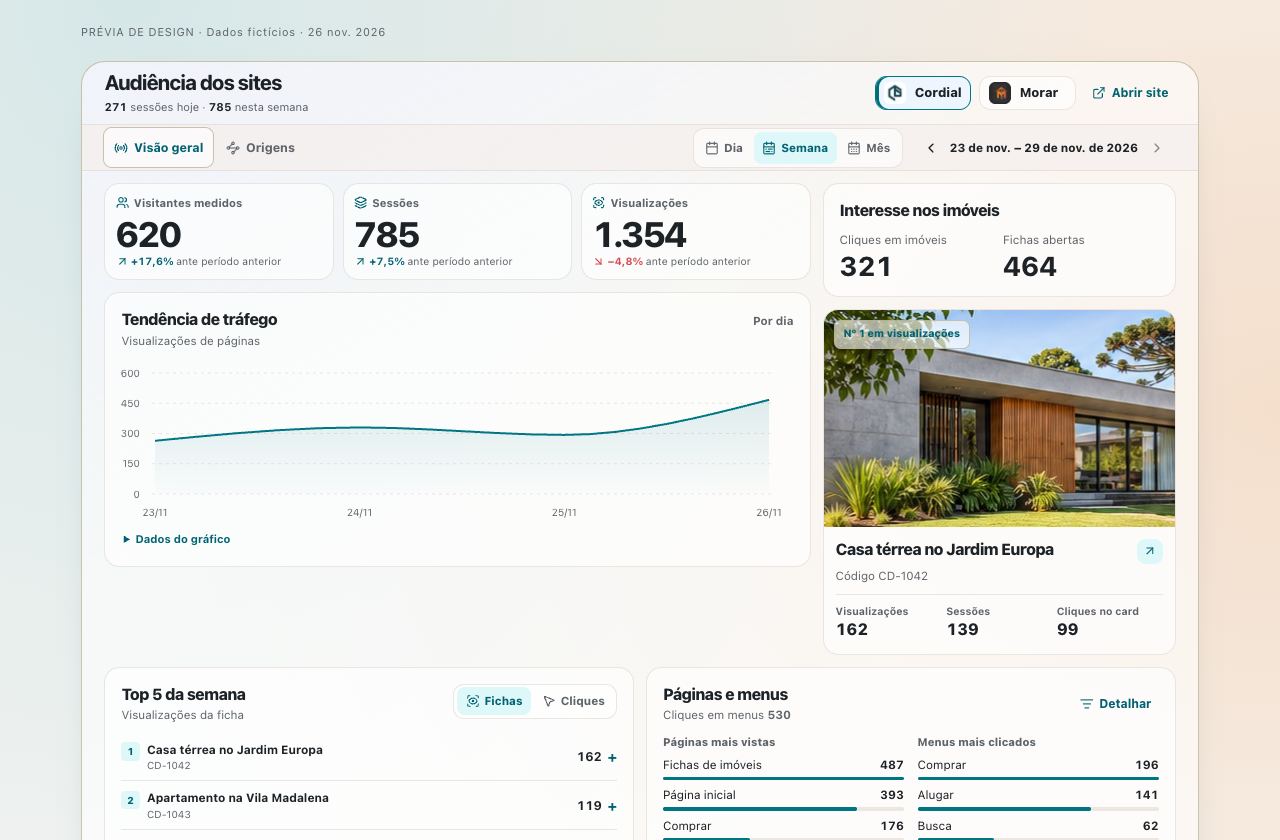 PRÉVIA DE DESIGN · Dados fictícios · 26 nov. 2026
Audiência dos sites
271 sessões hoje · 785 nesta semana
Cordial
Morar
Abrir site
Visão geral
Origens
Dia
Semana
Mês
23 de nov. – 29 de nov. de 2026
Visitantes medidos
620
+17,6% ante período anterior
Sessões
785
+7,5% ante período anterior
Visualizações
1.354
−4,8% ante período anterior
Interesse nos imóveis
Cliques em imóveis
321
Fichas abertas
464
Tendência de tráfego
Por dia
Visualizações de páginas
600
450
300
150
0
23/11
24/11
25/11
26/11
Dados do gráfico
Nº 1 em visualizações
Casa térrea no Jardim Europa
Código CD-1042
Visualizações
162
Sessões
139
Cliques no card
99
Top 5 da semana
Visualizações da ficha
Fichas
Cliques
1
Casa térrea no Jardim Europa
CD-1042
162 +
2
Apartamento na Vila Madalena
CD-1043
119 +
Páginas e menus
Cliques em menus 530
Detalhar
Páginas mais vistas
Fichas de imóveis 487
Página inicial 393
Comprar 176
Menus mais clicados
Comprar 196
Alugar 141
Busca 62